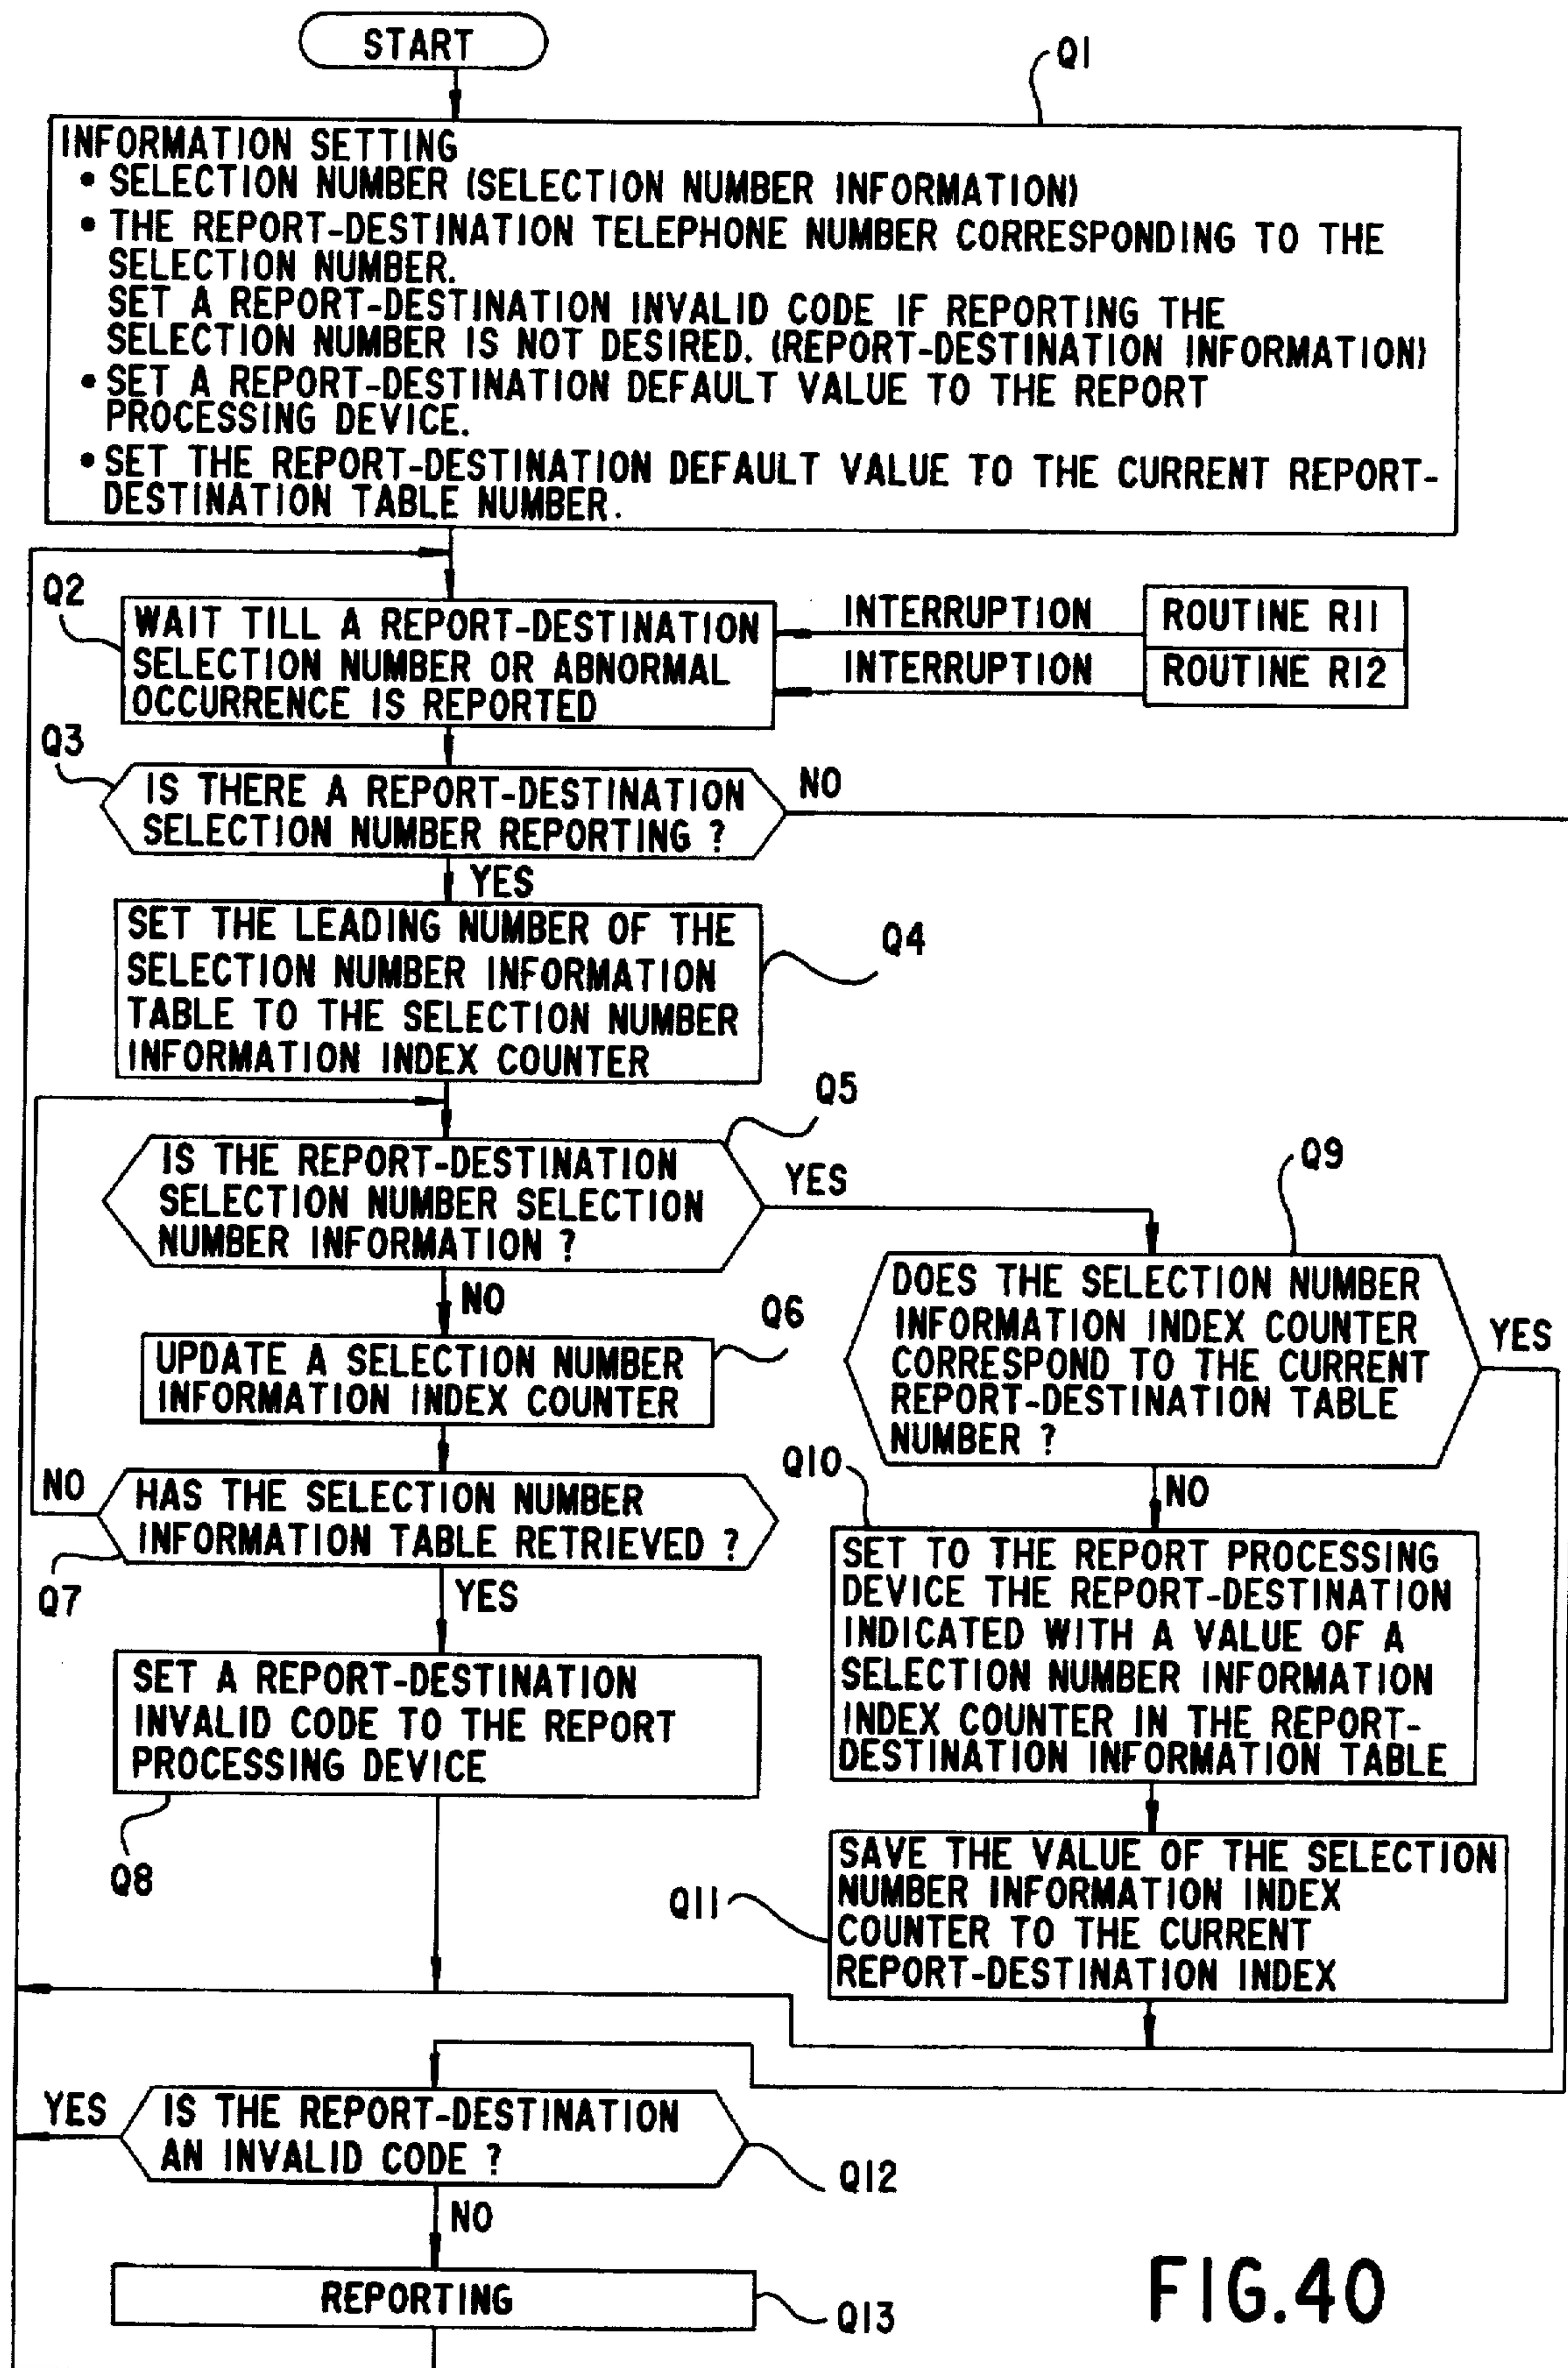 START
Q1
INFORMATION SETTING
• SELECTION NUMBER (SELECTION NUMBER INFORMATION)
• THE REPORT-DESTINATION TELEPHONE NUMBER CORRESPONDING TO THE
SELECTION NUMBER.
SET A REPORT-DESTINATION INVALID CODE IF REPORTING THE
SELECTION NUMBER IS NOT DESIRED. (REPORT-DESTINATION INFORMATION)
• SET A REPORT-DESTINATION DEFAULT VALUE TO THE REPORT
PROCESSING DEVICE.
• SET THE REPORT-DESTINATION DEFAULT VALUE TO THE CURRENT REPORT-
DESTINATION TABLE NUMBER.
Q2
WAIT TILL A REPORT-DESTINATION
SELECTION NUMBER OR ABNORMAL
OCCURRENCE IS REPORTED
INTERRUPTION
ROUTINE R11
INTERRUPTION
ROUTINE R12
Q3
IS THERE A REPORT-DESTINATION
SELECTION NUMBER REPORTING ?
NO
YES
SET THE LEADING NUMBER OF THE
SELECTION NUMBER INFORMATION
TABLE TO THE SELECTION NUMBER
INFORMATION INDEX COUNTER
Q4
Q5
IS THE REPORT-DESTINATION
SELECTION NUMBER SELECTION
NUMBER INFORMATION ?
YES
NO
Q6
UPDATE A SELECTION NUMBER
INFORMATION INDEX COUNTER
NO
HAS THE SELECTION NUMBER
INFORMATION TABLE RETRIEVED ?
Q7
YES
SET A REPORT-DESTINATION
INVALID CODE TO THE REPORT
PROCESSING DEVICE
Q8
Q9
DOES THE SELECTION NUMBER
INFORMATION INDEX COUNTER
CORRESPOND TO THE CURRENT
REPORT-DESTINATION TABLE
NUMBER ?
YES
NO
Q10
SET TO THE REPORT PROCESSING
DEVICE THE REPORT-DESTINATION
INDICATED WITH A VALUE OF A
SELECTION NUMBER INFORMATION
INDEX COUNTER IN THE REPORT-
DESTINATION INFORMATION TABLE
Q11
SAVE THE VALUE OF THE SELECTION
NUMBER INFORMATION INDEX
COUNTER TO THE CURRENT
REPORT-DESTINATION INDEX
YES
IS THE REPORT-DESTINATION
AN INVALID CODE ?
Q12
NO
REPORTING
Q13
FIG.40